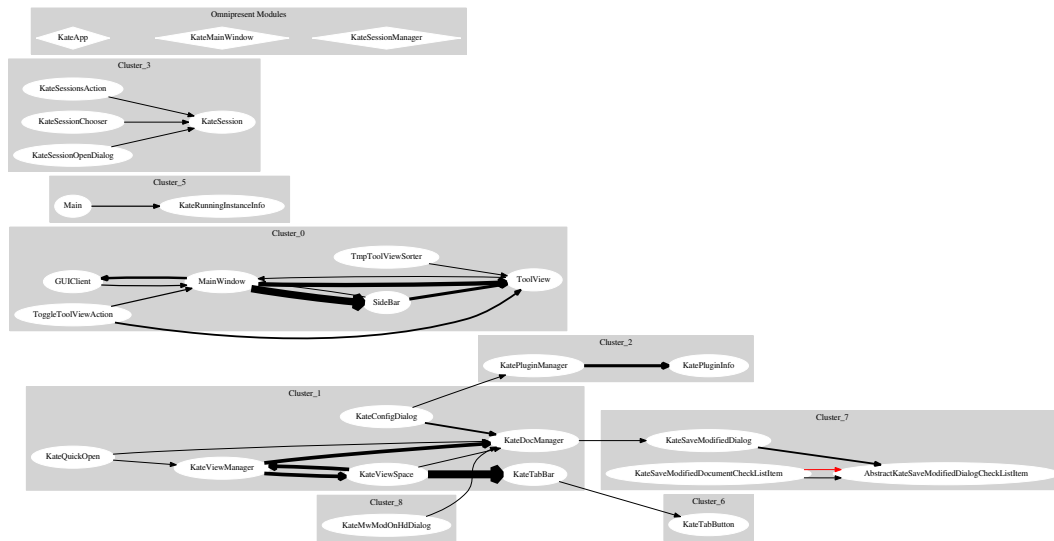 Omnipresent Modules
KateApp
KateMainWindow
KateSessionManager
Cluster_3
KateSessionsAction
KateSessionChooser
KateSession
KateSessionOpenDialog
Cluster_5
Main
KateRunningInstanceInfo
Cluster_0
TmpToolViewSorter
GUIClient
MainWindow
ToolView
SideBar
ToggleToolViewAction
Cluster_2
KatePluginManager
KatePluginInfo
Cluster_1
KateConfigDialog
KateDocManager
KateQuickOpen
KateViewManager
KateViewSpace
KateTabBar
Cluster_7
KateSaveModifiedDialog
KateSaveModifiedDocumentCheckListItem
AbstractKateSaveModifiedDialogCheckListItem
Cluster_8
KateMwModOnHdDialog
Cluster_6
KateTabButton